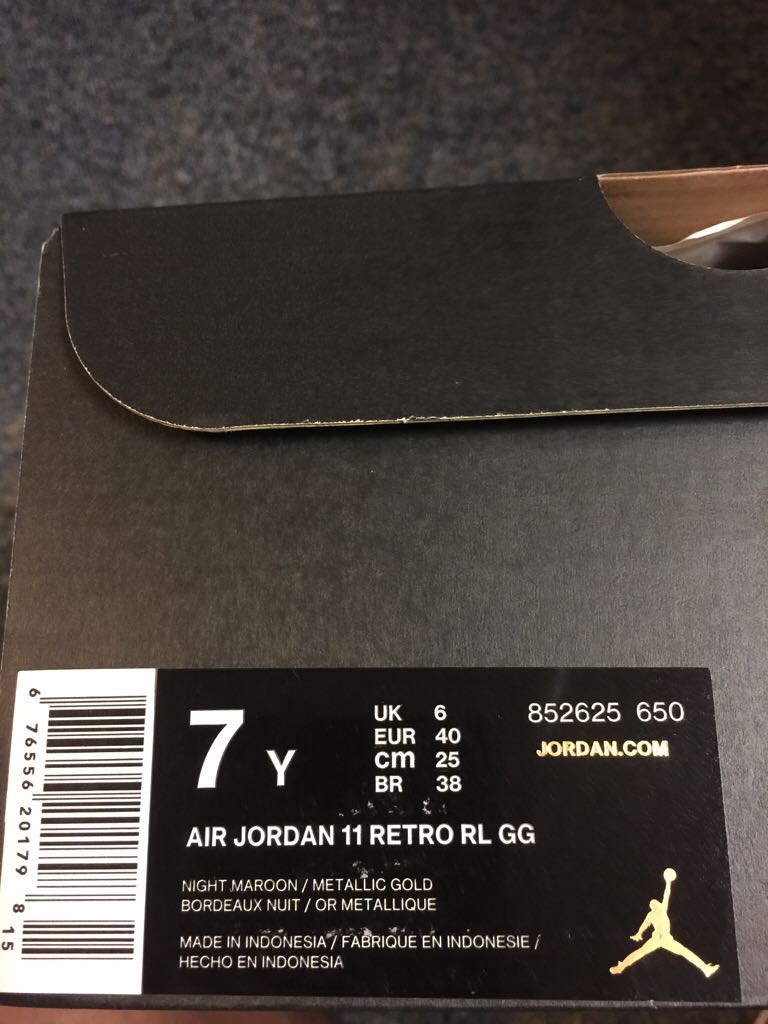 7 Y
UK 6
EUR 40
cm 25
BR 38
852625 650
JORDAN.COM
AIR JORDAN 11 RETRO RL GG
NIGHT MAROON / METALLIC GOLD
BORDEAUX NUIT / OR METALLIQUE
MADE IN INDONESIA / FABRIQUE EN INDONESIE /
HECHO EN INDONESIA
6 76556 20179 8 15